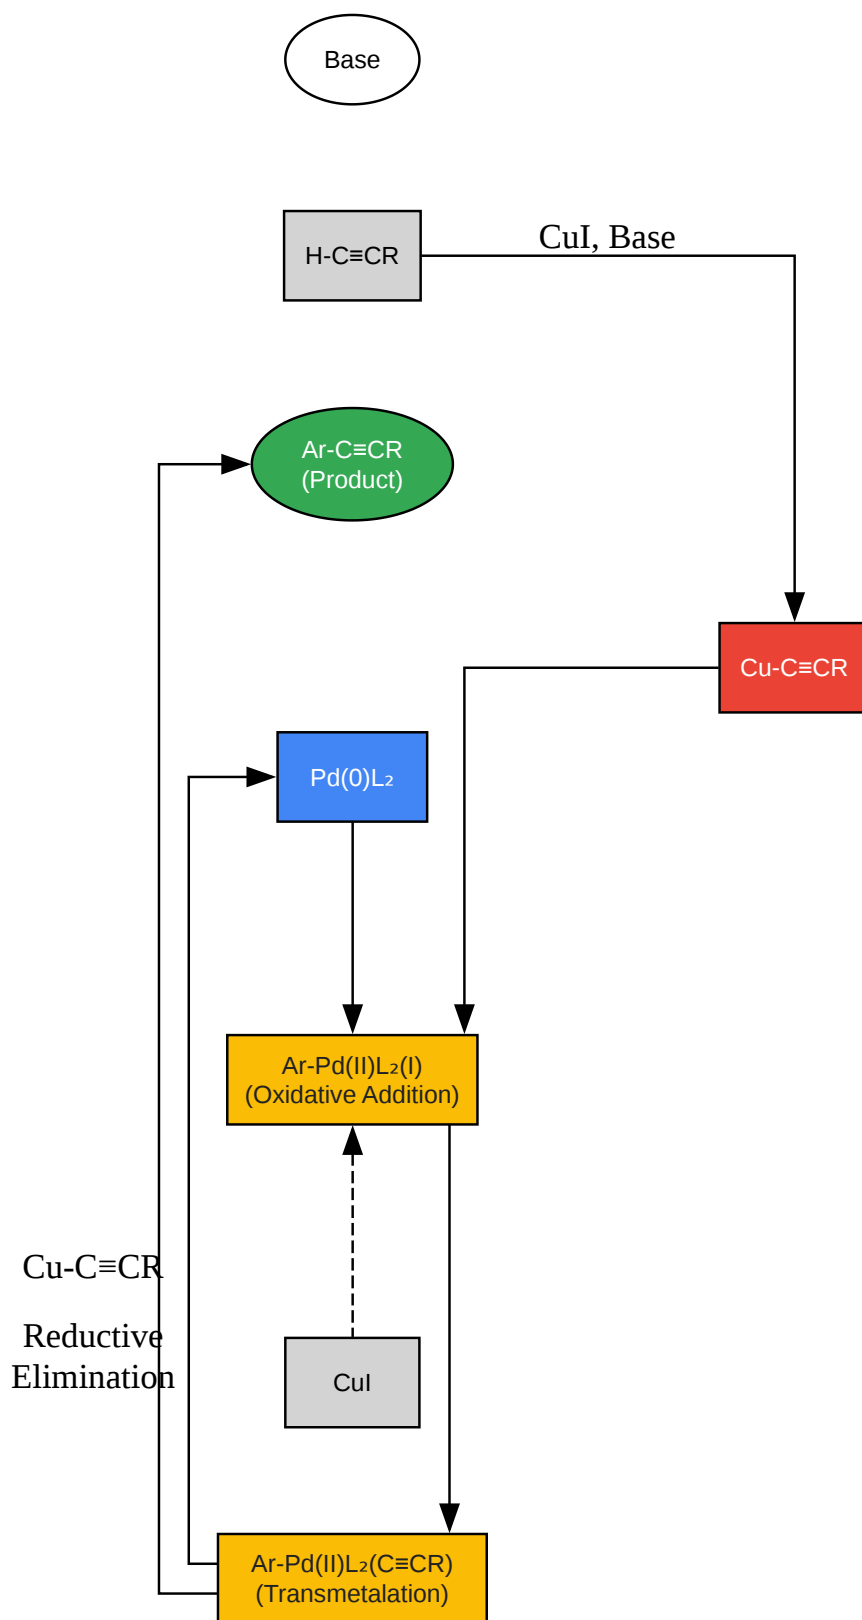 Base
H-C≡CR
CuI, Base
Ar-C≡CR
(Product)
Cu-C≡CR
Pd(0)L₂
Ar-Pd(II)L₂(I)
(Oxidative Addition)
Cu-C≡CR
Reductive
Elimination
CuI
Ar-Pd(II)L₂(C≡CR)
(Transmetalation)